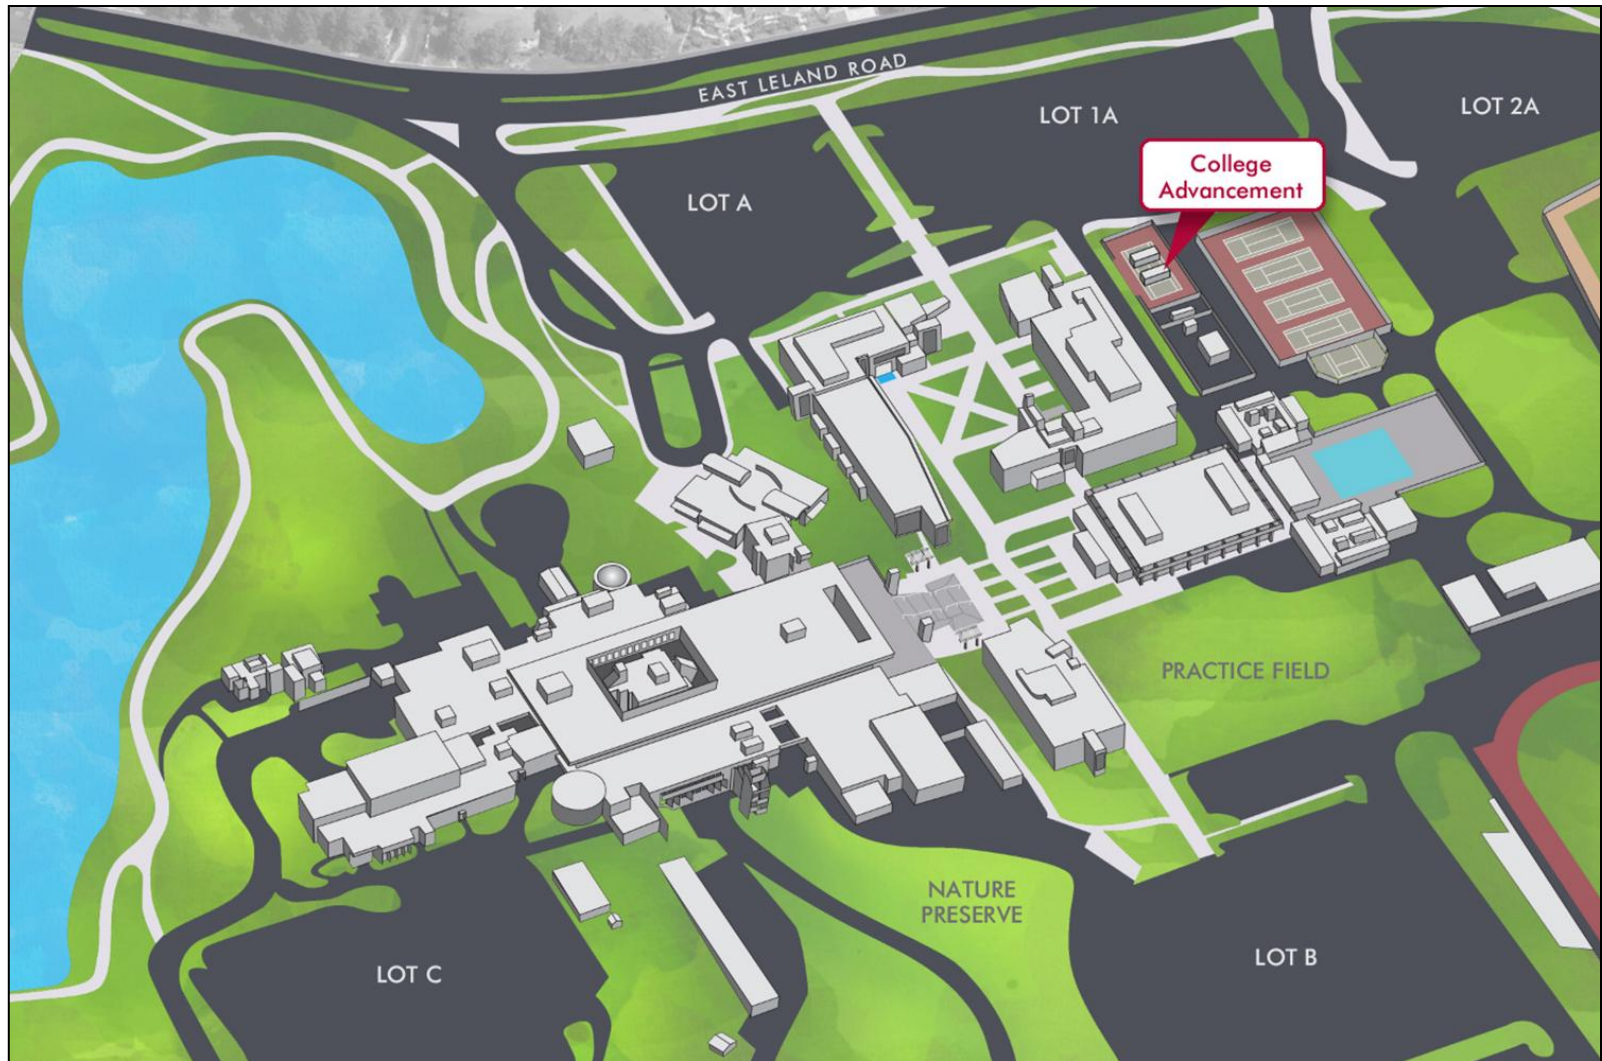 EAST LELAND ROAD
LOT 1A
LOT 2A
College
Advancement
LOT A
PRACTICE FIELD
NATURE
PRESERVE
LOT B
LOT C